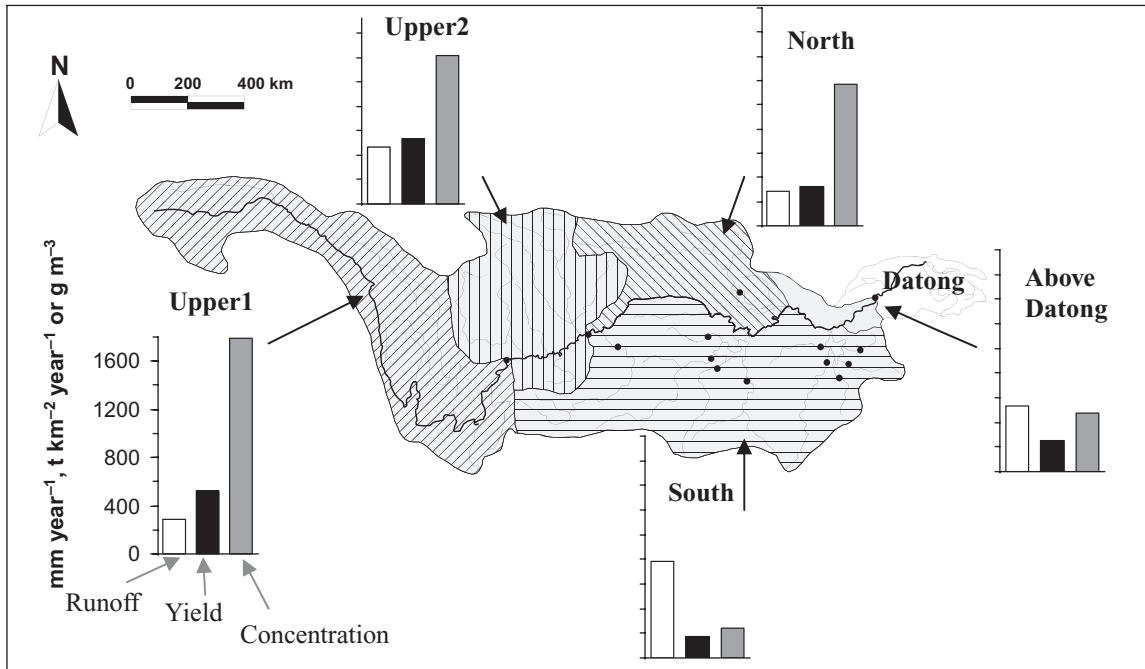 Upper2
North
N
0 200 400 km
Datong
Above
Datong
Upper1
mm year⁻¹, t km⁻² year⁻¹ or g m⁻³
1600
1200
800
400
0
South
Runoff
Yield
Concentration